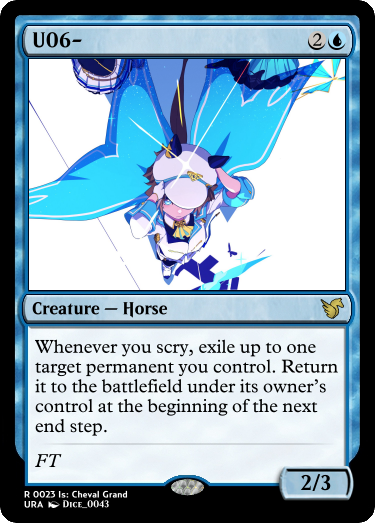 U06~
2
Creature — Horse
Whenever you scry, exile up to one
target permanent you control. Return
it to the battlefield under its owner's
control at the beginning of the next
end step.
FT
2/3
R 0023 Is: Cheval Grand
URA Dice_0043